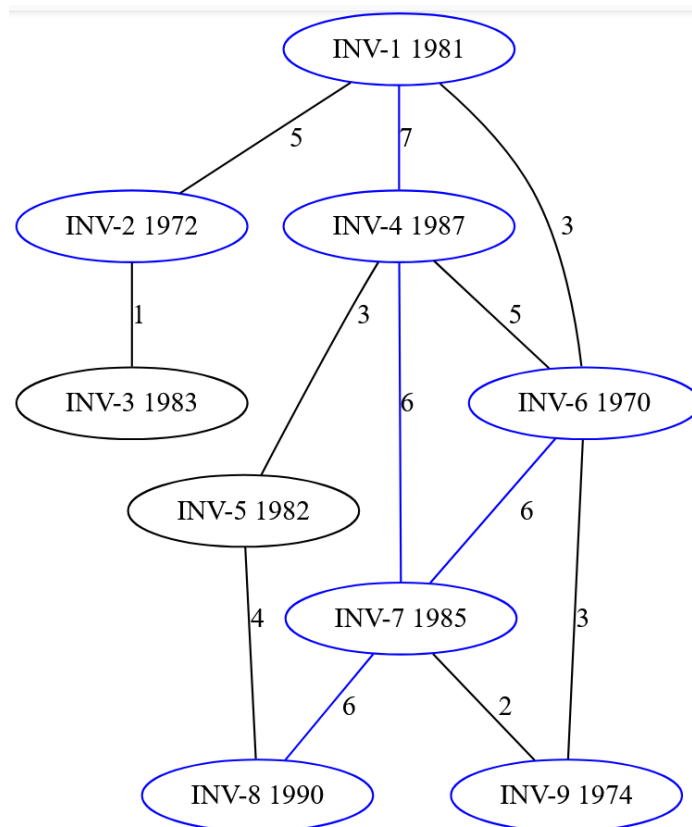 INV-1 1981
5
7
3
INV-2 1972
INV-4 1987
1
3
5
INV-3 1983
6
INV-6 1970
INV-5 1982
6
4
INV-7 1985
3
6
2
INV-8 1990
INV-9 1974